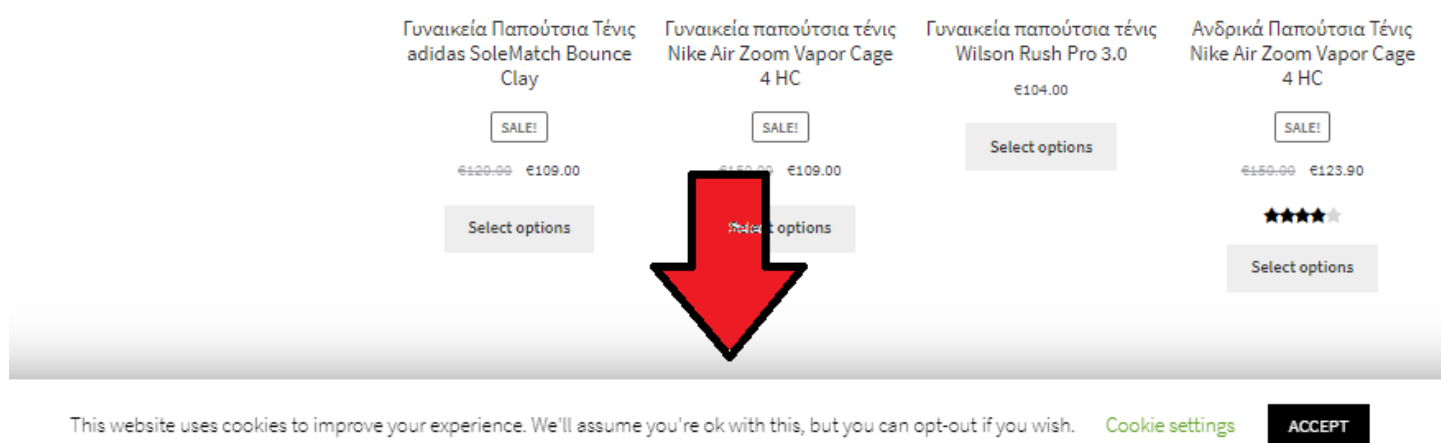 Γυναικεία Παπούτσια Τένις
adidas SoleMatch Bounce
Clay
SALE!
€120.00 €109.00
Select options
Γυναικεία παπούτσια τένις
Nike Air Zoom Vapor Cage
4 HC
SALE!
€150.00 €109.00
Select options
Γυναικεία παπούτσια τένις
Wilson Rush Pro 3.0
€104.00
Select options
Ανδρικά Παπούτσια Τένις
Nike Air Zoom Vapor Cage
4 HC
SALE!
€150.00 €123.90
Select options
This website uses cookies to improve your experience. We'll assume you're ok with this, but you can opt-out if you wish. Cookie settings ACCEPT